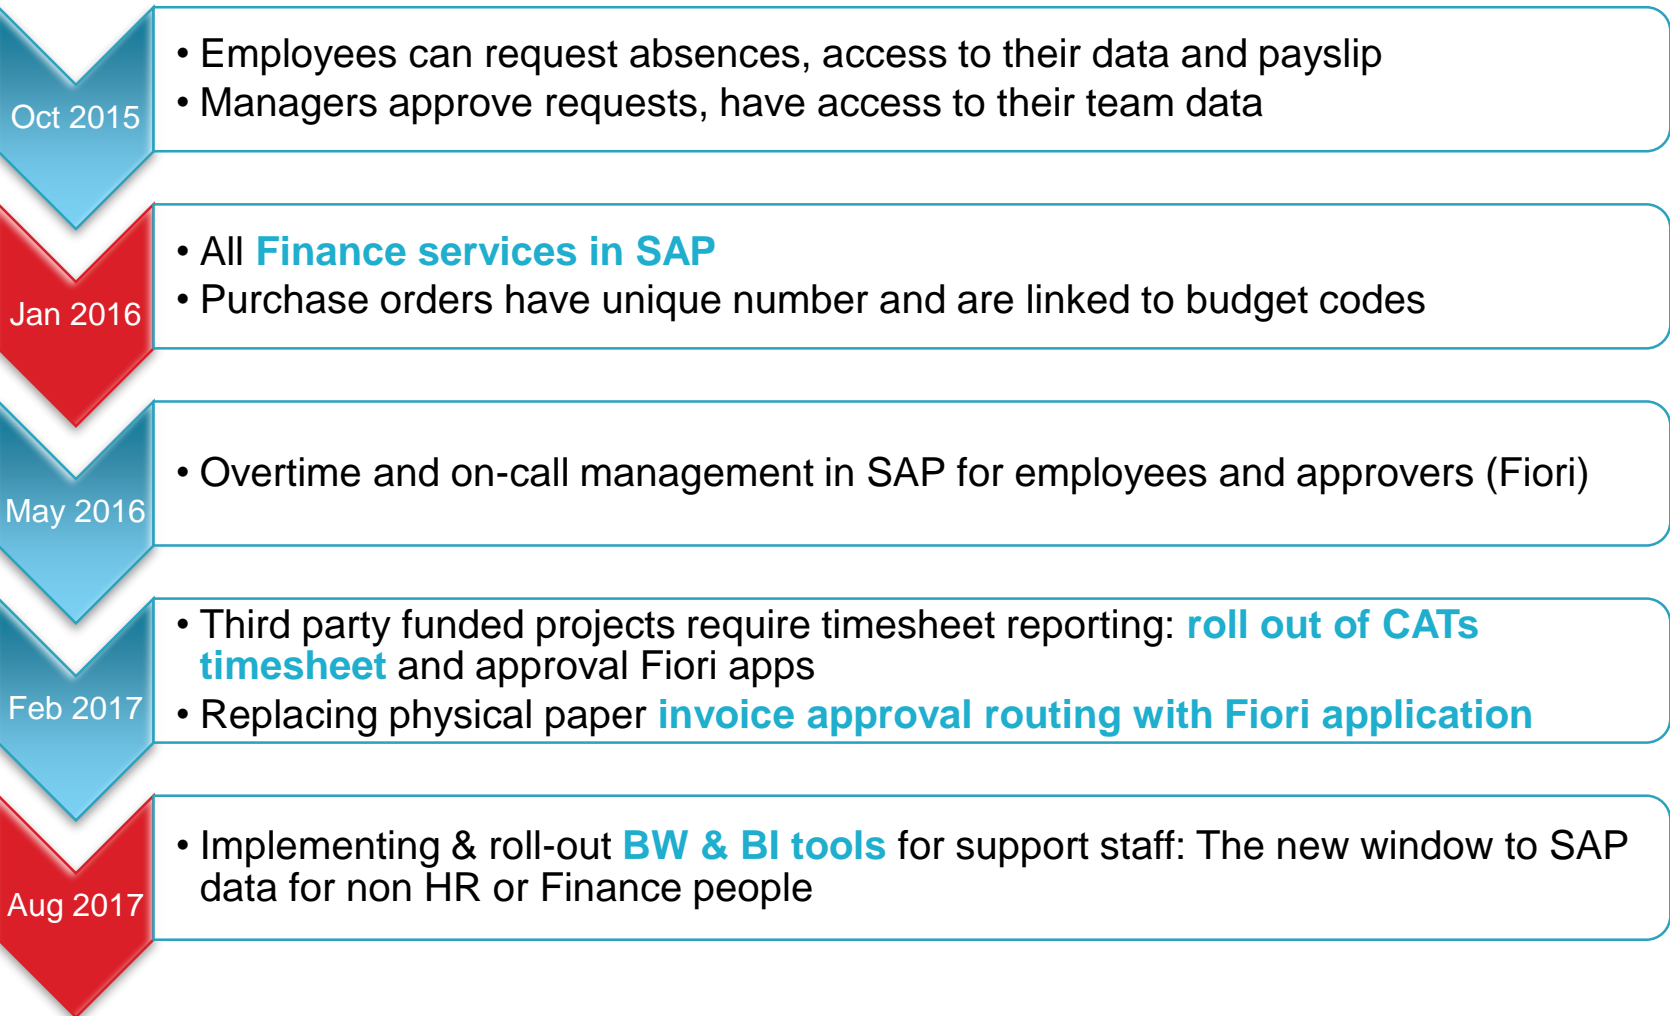 Oct 2015
• Employees can request absences, access to their data and payslip
• Managers approve requests, have access to their team data
Jan 2016
• All Finance services in SAP
• Purchase orders have unique number and are linked to budget codes
May 2016
• Overtime and on-call management in SAP for employees and approvers (Fiori)
Feb 2017
• Third party funded projects require timesheet reporting: roll out of CATs
timesheet and approval Fiori apps
• Replacing physical paper invoice approval routing with Fiori application
Aug 2017
• Implementing & roll-out BW & BI tools for support staff: The new window to SAP
data for non HR or Finance people